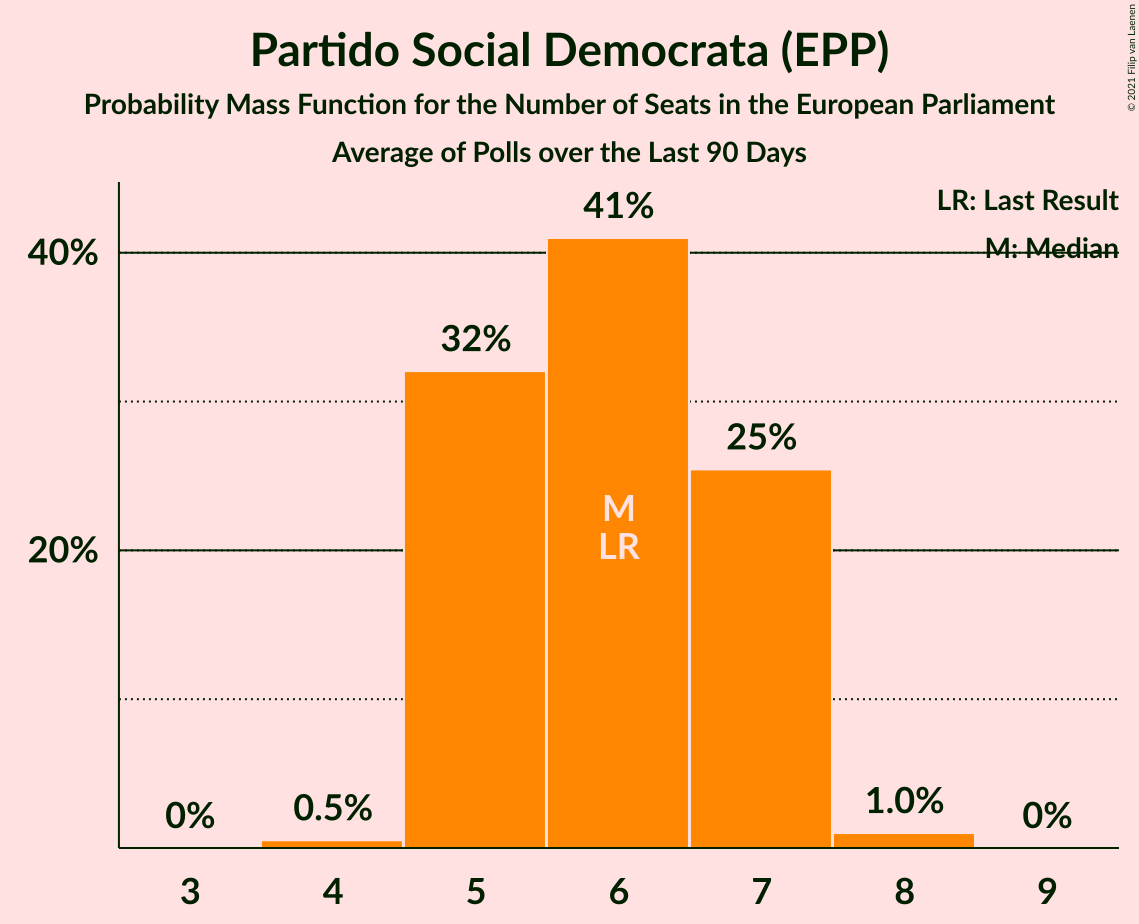 Partido Social Democrata (EPP)
Probability Mass Function for the Number of Seats in the European Parliament
Average of Polls over the Last 90 Days
© 2021 Filip van Laenen
LR: Last Result
M: Median
40%
20%
0%
0.5%
32%
41%
25%
1.0%
0%
M
LR
3 4 5 6 7 8 9